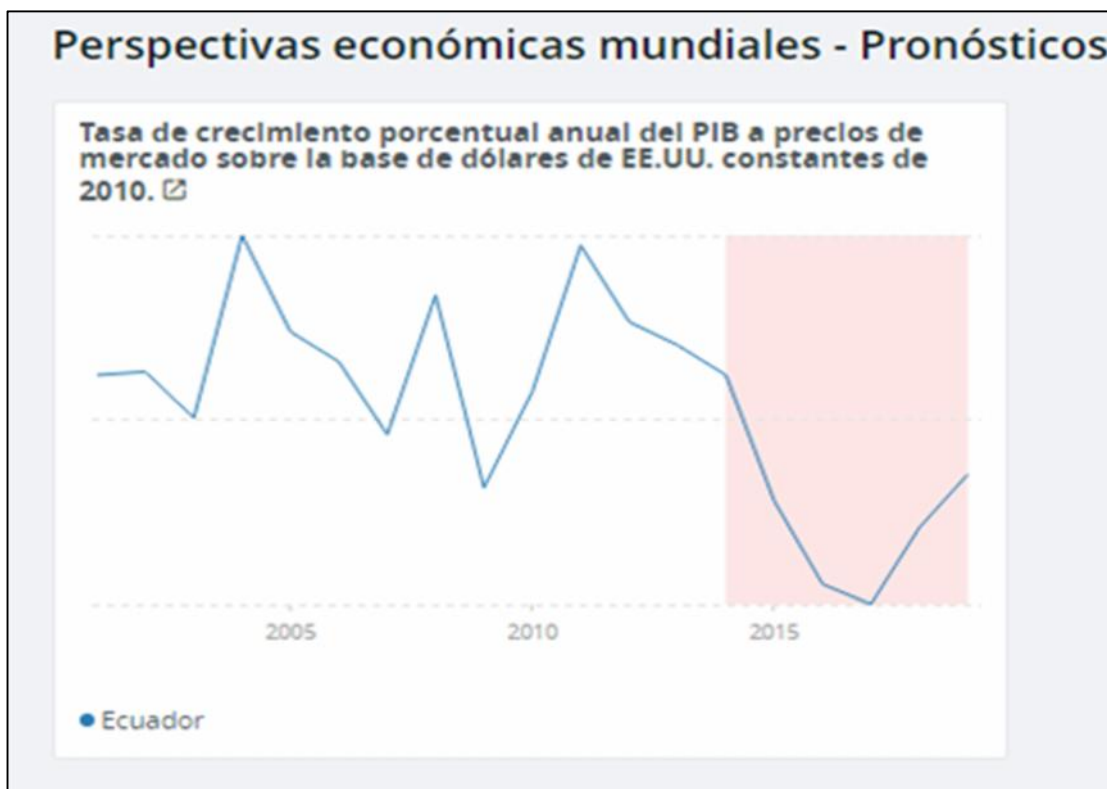 Perspectivas económicas mundiales - Pronósticos
Tasa de crecimiento porcentual anual del PIB a precios de
mercado sobre la base de dólares de EE.UU. constantes de
2010.
2005 2010 2015
Ecuador